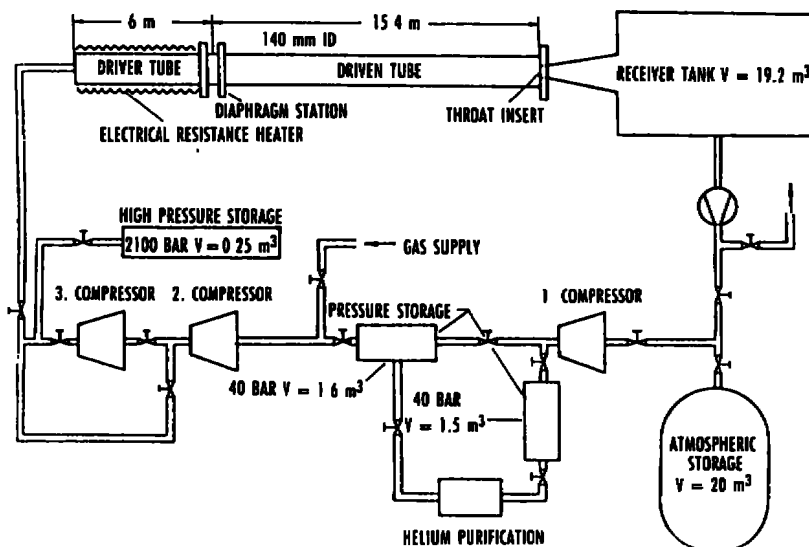 6 m
15 4 m
140 mm ID
DRIVER TUBE
DRIVEN TUBE
RECEIVER TANK V = 19.2 m³
DIAPHRAGM STATION
THROAT INSERT
ELECTRICAL RESISTANCE HEATER
HIGH PRESSURE STORAGE
2100 BAR V = 0 25 m³
GAS SUPPLY
3. COMPRESSOR
2. COMPRESSOR
PRESSURE STORAGE
1 COMPRESSOR
40 BAR V = 1 6 m³
40 BAR
V = 1.5 m³
ATMOSPHERIC
STORAGE
V = 20 m³
HELIUM PURIFICATION